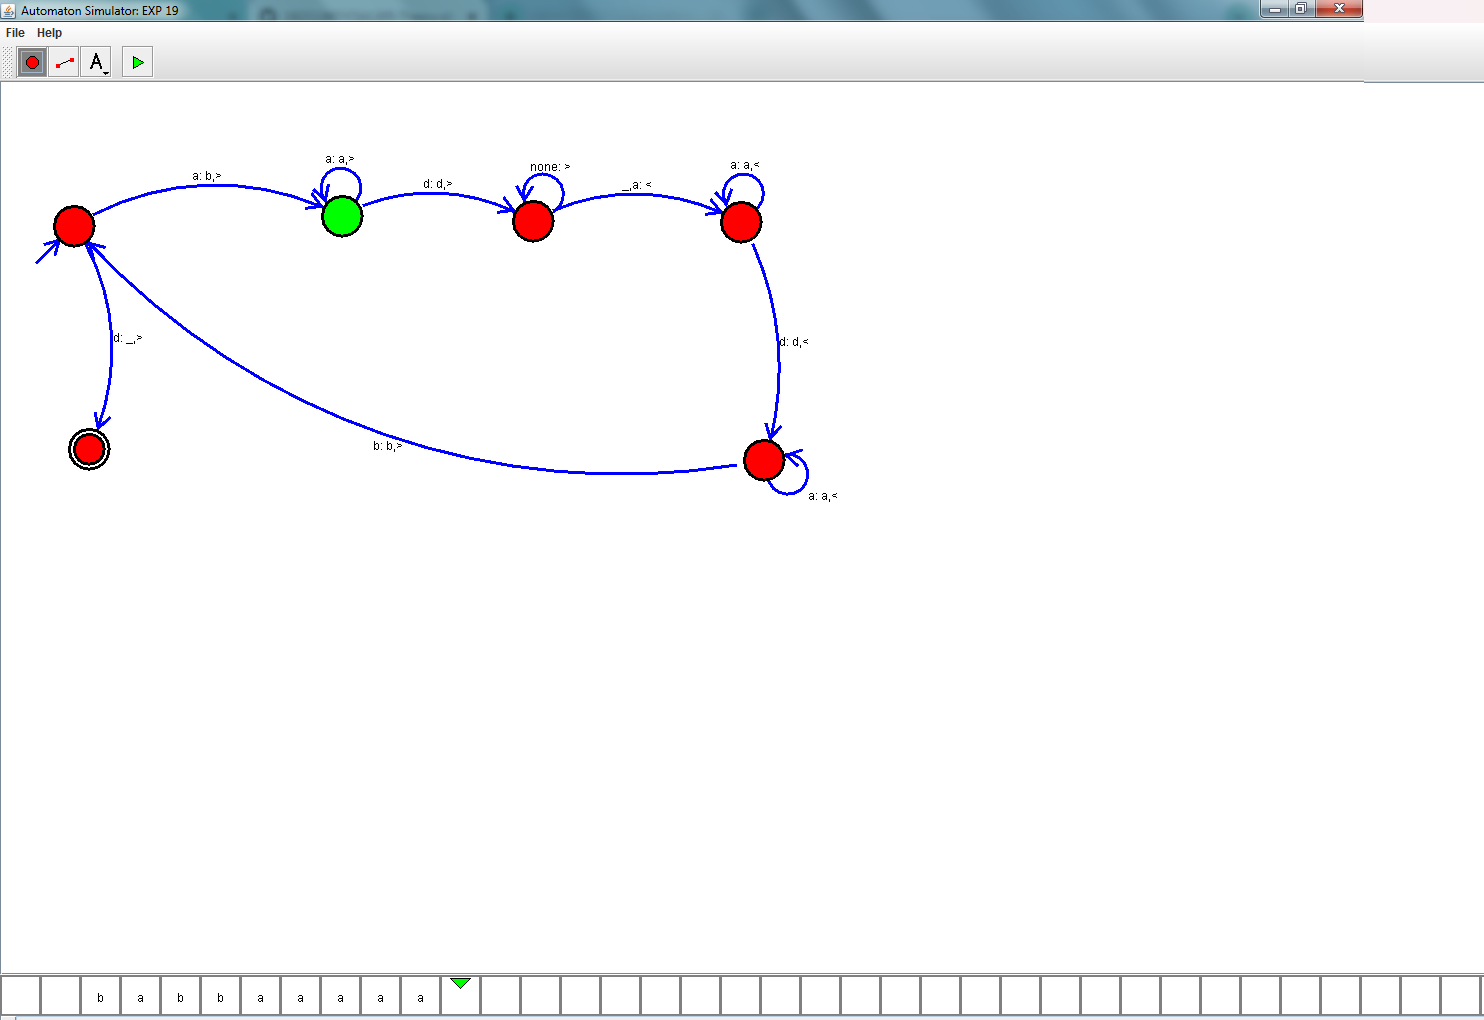 Automaton Simulator: EXP 19
File Help
A
a: a,>
a: b,>
d: d,>
none: >
_,a: <
a: a,<
d: _,>
d: d,<
b: b,>
a: a,<
b a b b a a a a a